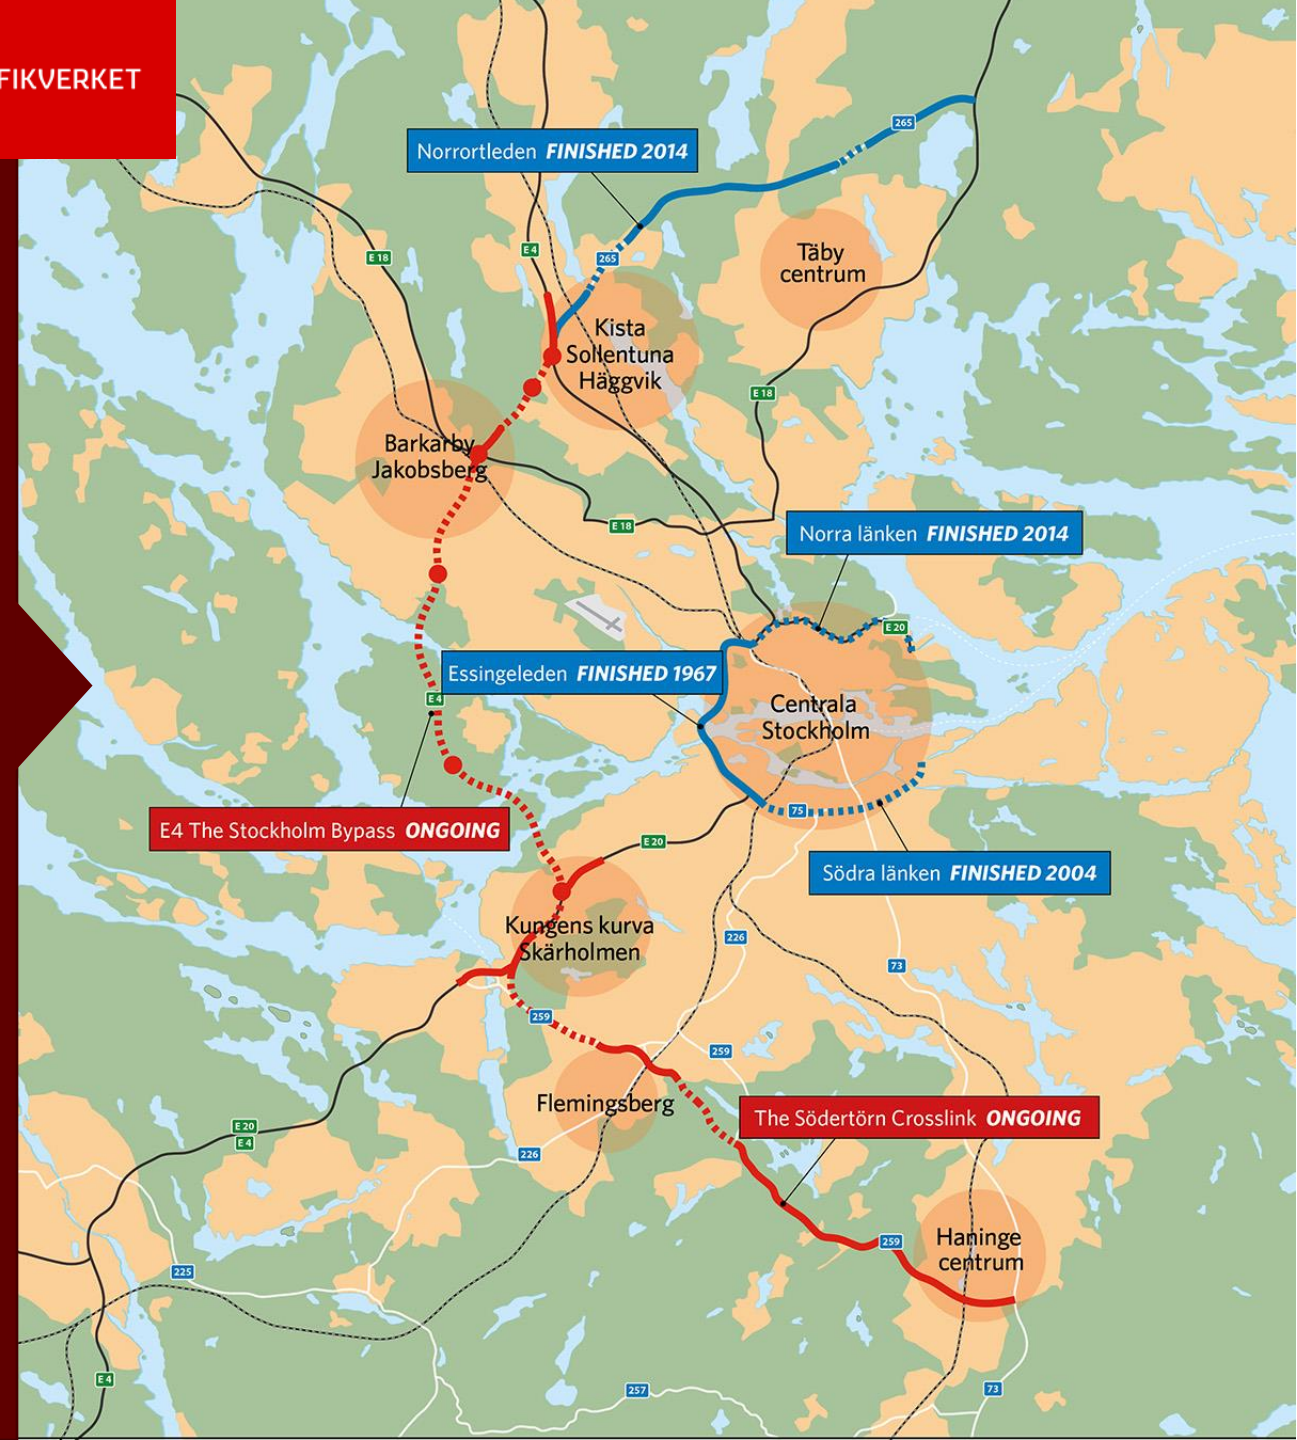 FIKVERKET
265
Norrortleden FINISHED 2014
E 4
E 18
265
Täby
centrum
Kista
Sollentuna
Häggvik
E 18
Barkarby
Jakobsberg
E 18
Norra länken FINISHED 2014
E 20
Essingeleden FINISHED 1967
E 4
Centrala
Stockholm
75
E4 The Stockholm Bypass ONGOING
E 20
Södra länken FINISHED 2004
Kungens kurva
Skärholmen
226
73
259
259
Flemingsberg
The Södertörn Crosslink ONGOING
E 20
E 4
226
259
Haninge
centrum
225
E 4
257
73